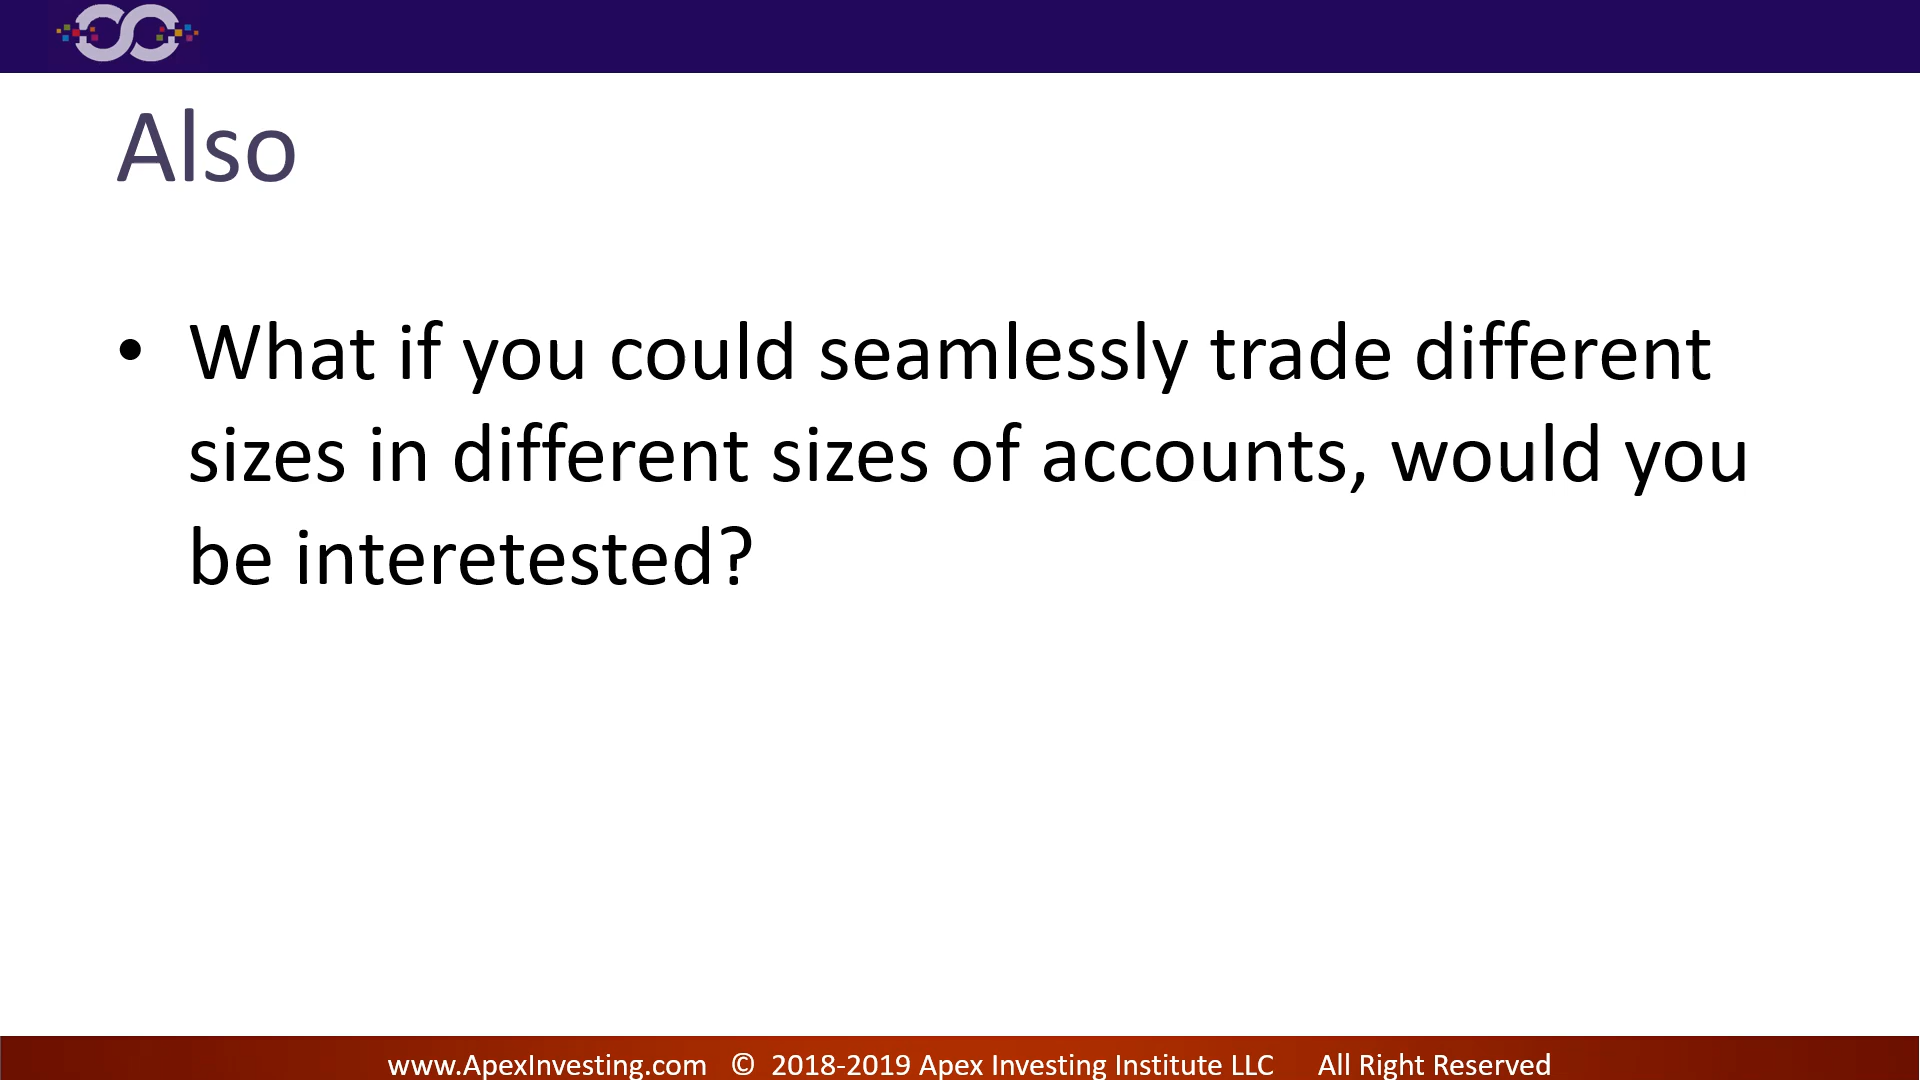 Also
• What if you could seamlessly trade different
sizes in different sizes of accounts, would you
be interetested?
www.ApexInvesting.com © 2018-2019 Apex Investing Institute LLC All Right Reserved